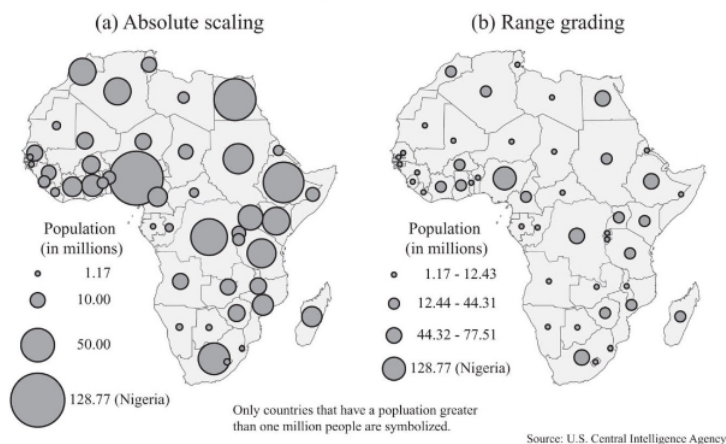 (a) Absolute scaling
(b) Range grading
Population
(in millions)
1.17
10.00
50.00
128.77 (Nigeria)
Population
(in millions)
1.17 - 12.43
12.44 - 44.31
44.32 - 77.51
128.77 (Nigeria)
Only countries that have a popluation greater
than one million people are symbolized.
Source: U.S. Central Intelligence Agency